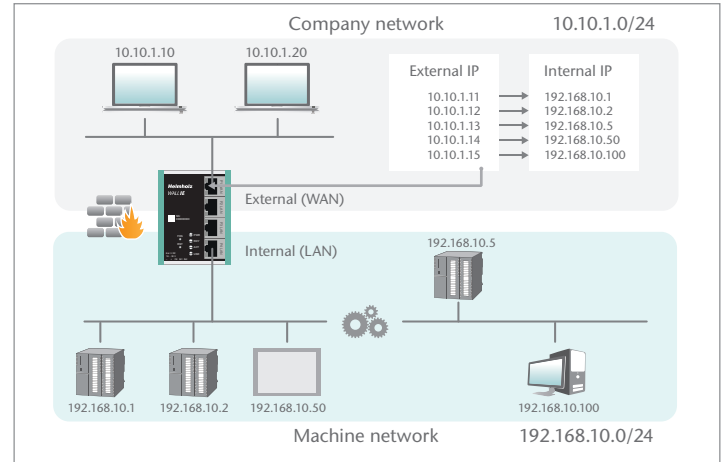 Company network 10.10.1.0/24
10.10.1.10 10.10.1.20
External IP Internal IP
10.10.1.11 192.168.10.1
10.10.1.12 192.168.10.2
10.10.1.13 192.168.10.5
10.10.1.14 192.168.10.50
10.10.1.15 192.168.10.100
Helmholz
WALL IE
External (WAN)
Internal (LAN)
192.168.10.5
192.168.10.1 192.168.10.2 192.168.10.50 192.168.10.100
Machine network 192.168.10.0/24